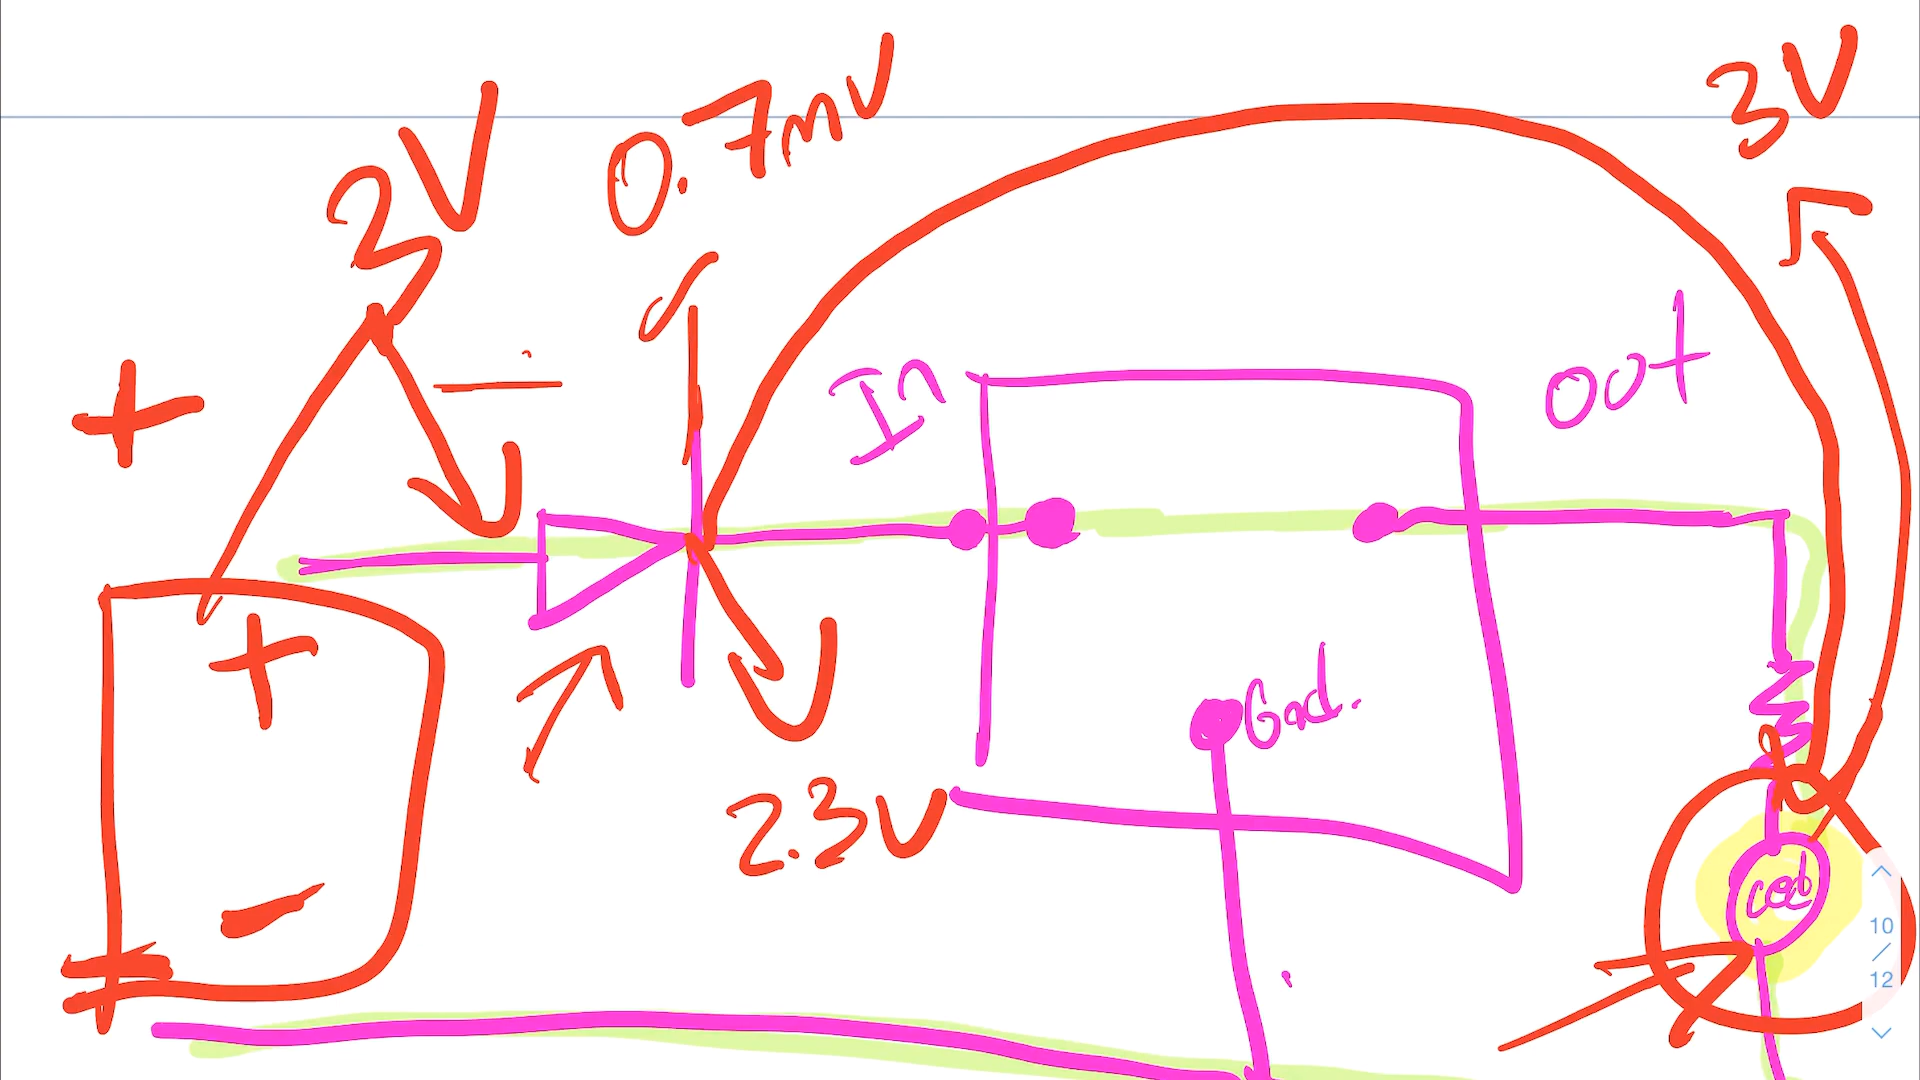 3V
0.7mV
3V
+
-
In
OUt
+
Gnd.
2.3V
-
10
/
12